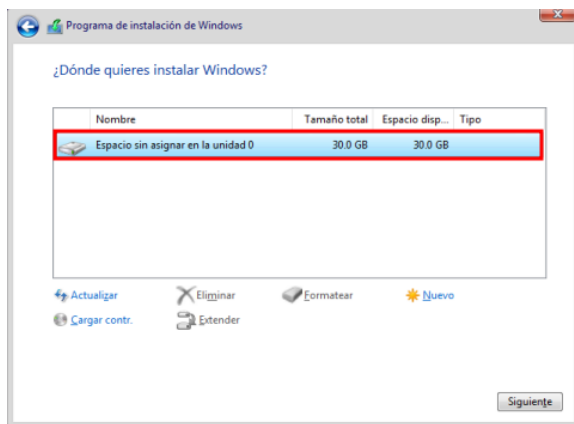 Programa de instalación de Windows
¿Dónde quieres instalar Windows?
Nombre Tamaño total Espacio disp... Tipo
Espacio sin asignar en la unidad 0 30.0 GB 30.0 GB
Actualizar Eliminar Formatear Nuevo
Cargar contr. Extender
Siguiente